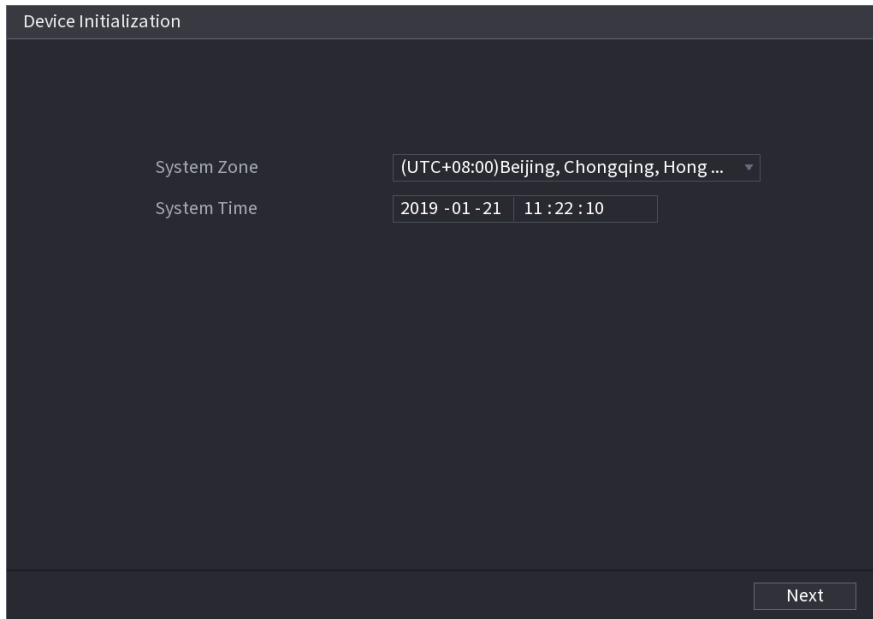 Device Initialization
System Zone (UTC+08:00)Beijing, Chongqing, Hong ...
System Time 2019 -01 -21 11 :22 :10
Next